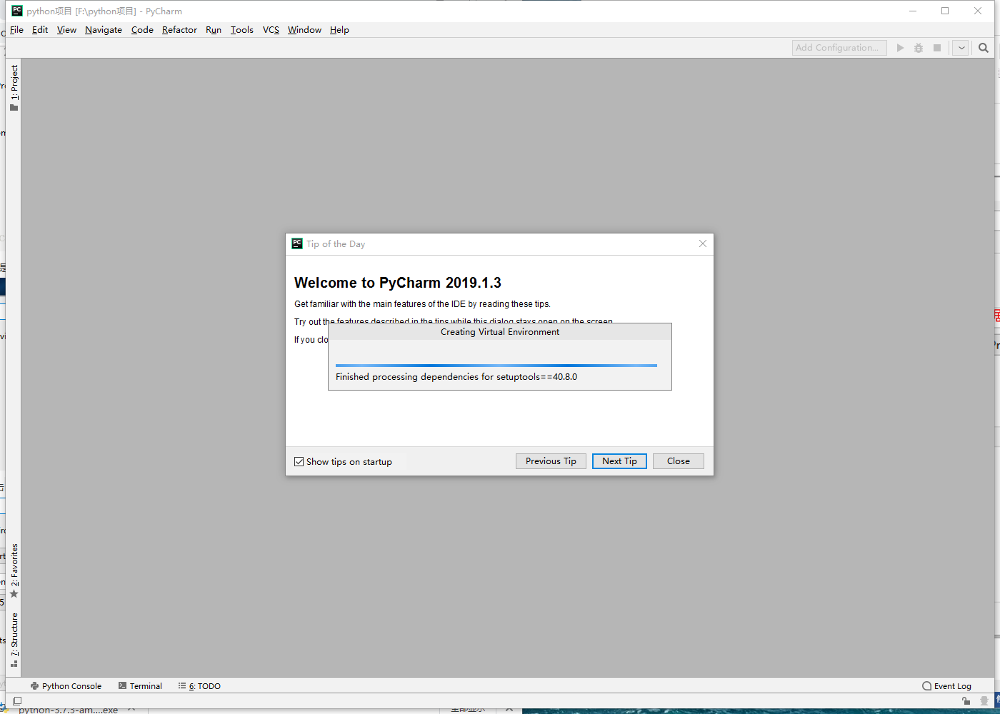 python项目 [F:\python项目] - PyCharm
File Edit View Navigate Code Refactor Run Tools VCS Window Help
Add Configuration...
1: Project
Tip of the Day
Welcome to PyCharm 2019.1.3
Get familiar with the main features of the IDE by reading these tips.
Try out the features described in the tips while this dialog stays open on the screen.
If you clo
Creating Virtual Environment
Finished processing dependencies for setuptools==40.8.0
Show tips on startup
Previous Tip
Next Tip
Close
2: Favorites
7: Structure
Python Console
Terminal
6: TODO
Event Log
python-3.7.3-am....exe
全部显示